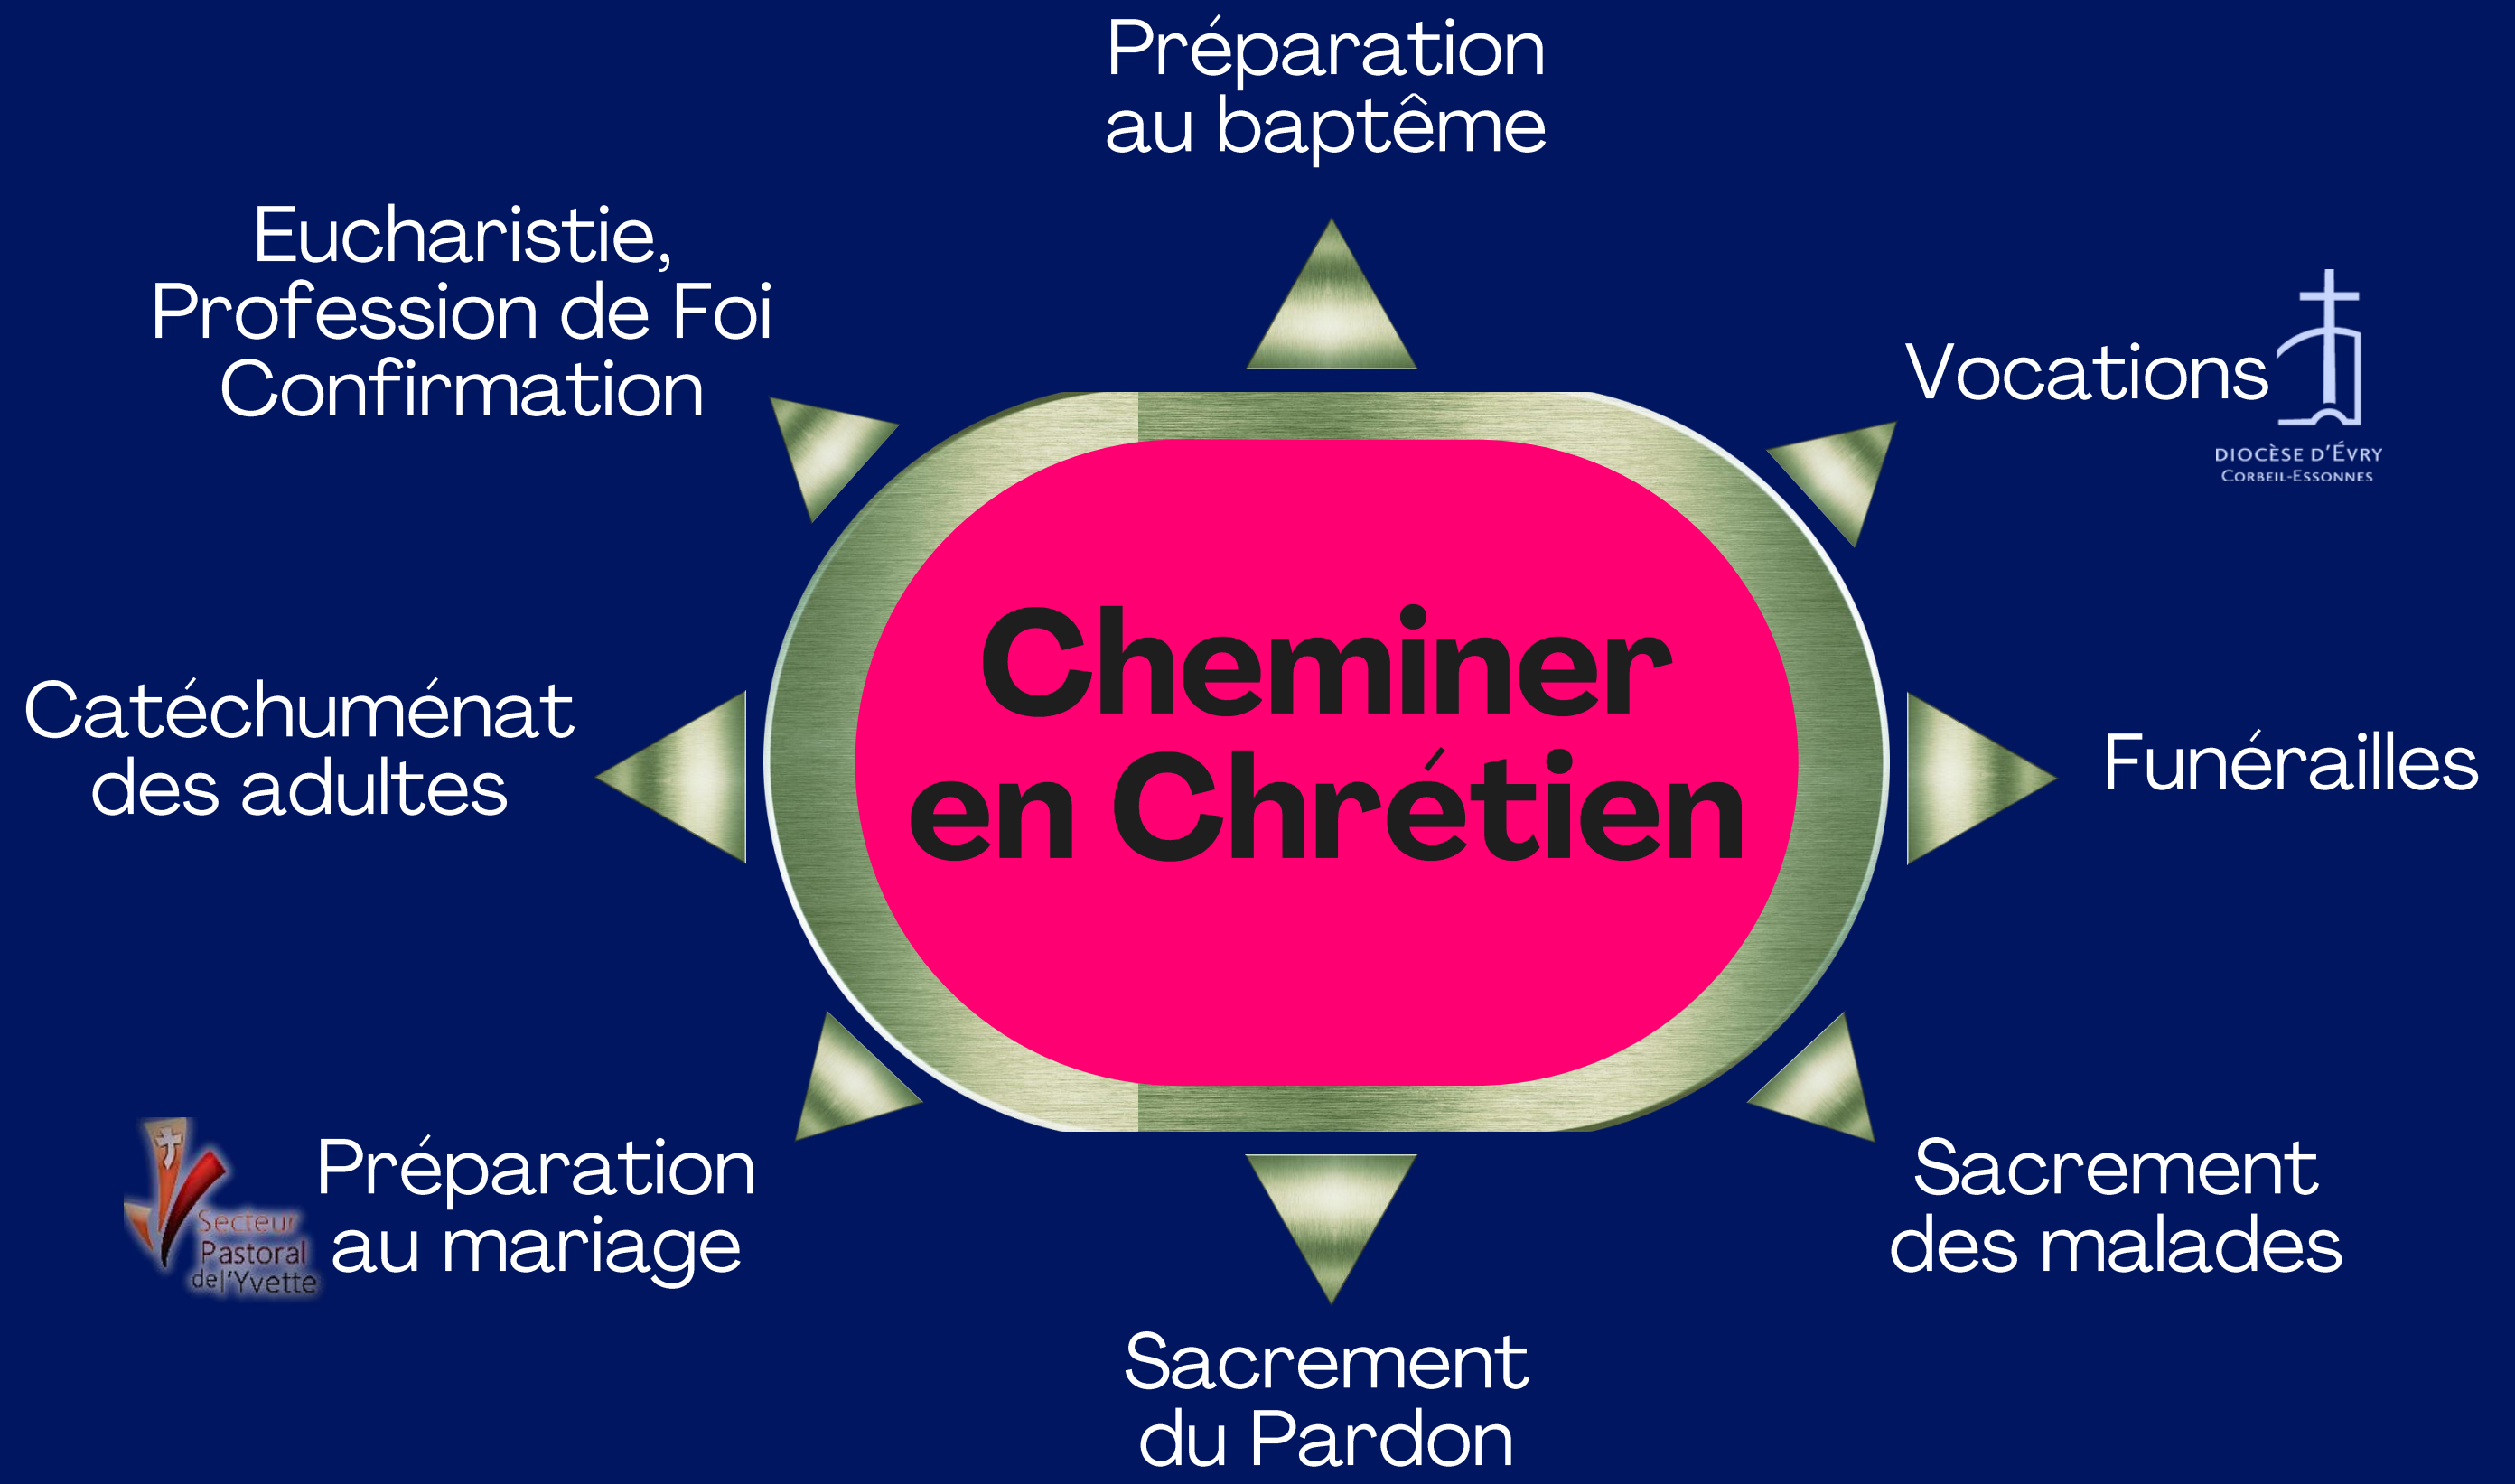 Préparation
au baptême
Eucharistie,
Profession de Foi
Confirmation
Vocations
DIOCÈSE D'ÉVRY
CORBEIL-ESSONNES
Cheminer
en Chrétien
Catéchuménat
des adultes
Funérailles
Secteur
Pastoral
de l'Yvette
Préparation
au mariage
Sacrement
des malades
Sacrement
du Pardon